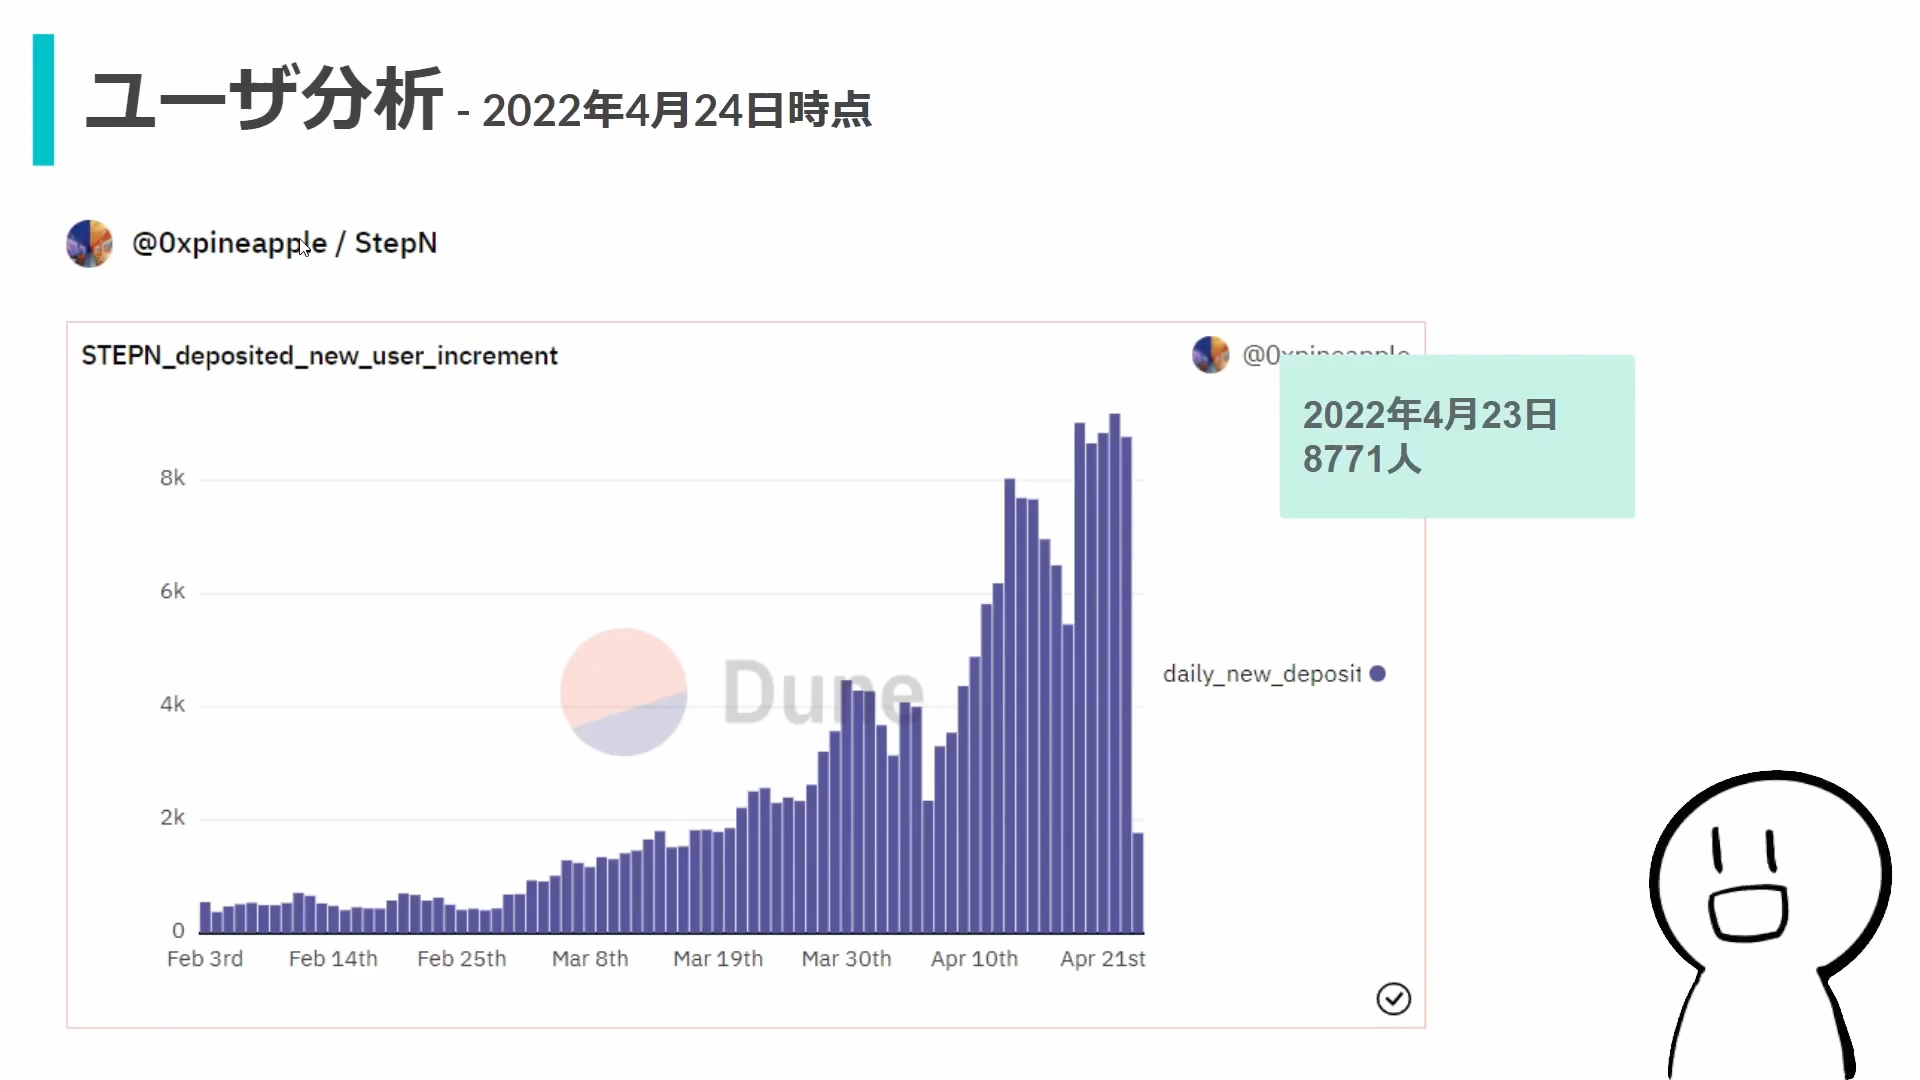 ユーザ分析 - 2022年4月24日時点
@0xpineapple / StepN
STEPN_deposited_new_user_increment
@0xpineapple
2022年4月23日
8771人
8k
6k
4k
2k
0
Dune
daily_new_deposit
Feb 3rd Feb 14th Feb 25th Mar 8th Mar 19th Mar 30th Apr 10th Apr 21st